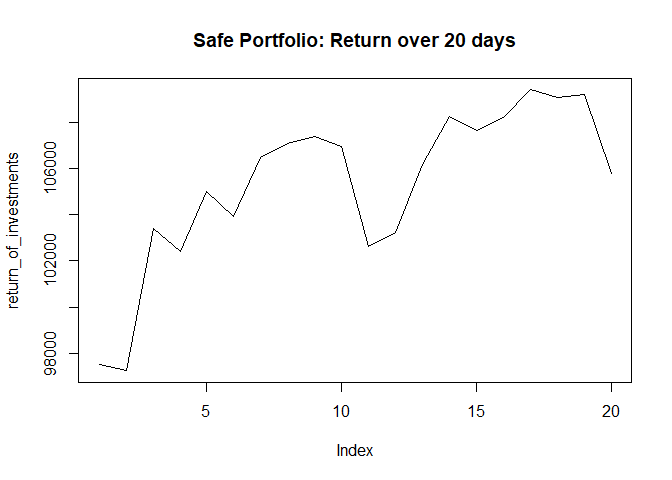 Safe Portfolio: Return over 20 days
return_of_investments
106000
102000
98000
5 10 15 20
Index